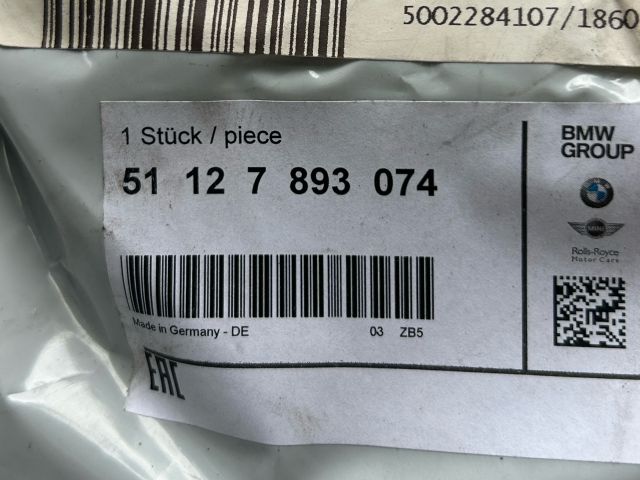 5002284107/1860
1 Stück / piece
51 12 7 893 074
Made in Germany - DE
03 ZB5
EAC
BMW
GROUP
MINI
Rolls-Royce
Motor Cars